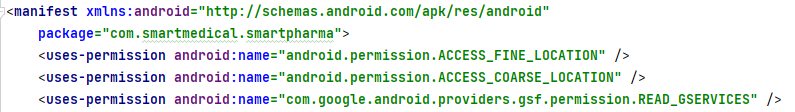 <manifest xmlns:android="http://schemas.android.com/apk/res/android"
    package="com.smartmedical.smartpharma">
    <uses-permission android:name="android.permission.ACCESS_FINE_LOCATION" />
    <uses-permission android:name="android.permission.ACCESS_COARSE_LOCATION" />
    <uses-permission android:name="com.google.android.providers.gsf.permission.READ_GSERVICES" />